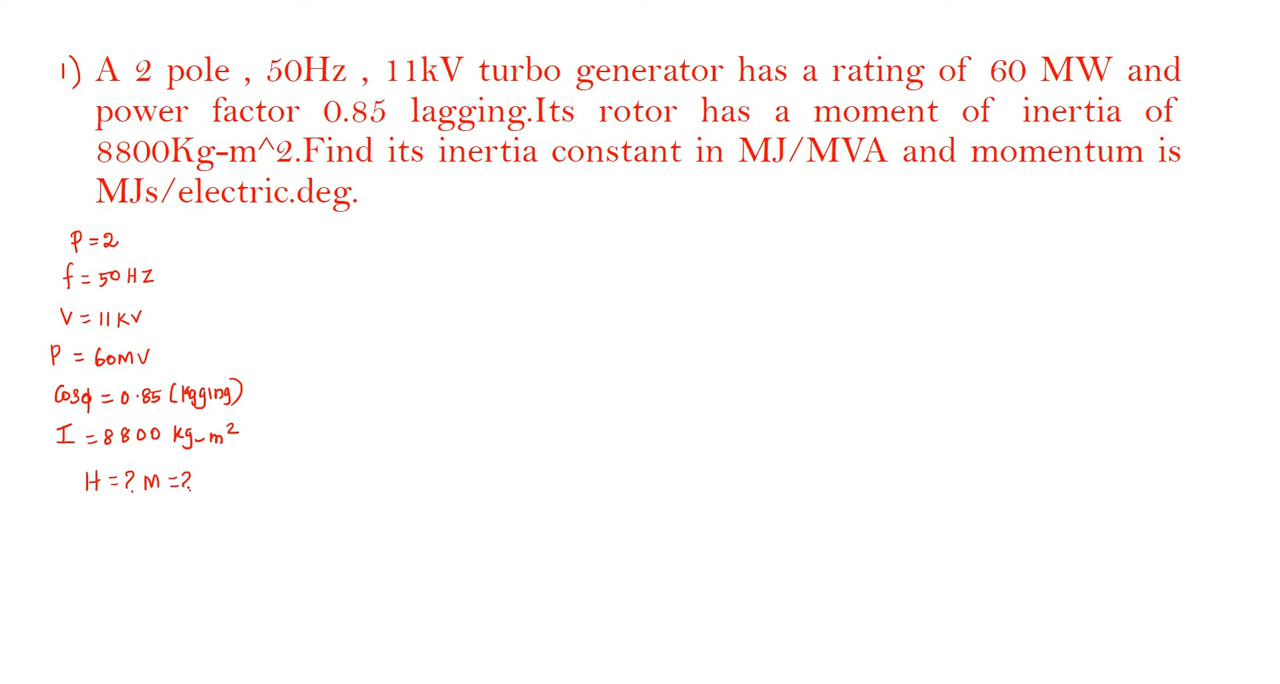 1) A 2 pole , 50Hz , 11kV turbo generator has a rating of 60 MW and
power factor 0.85 lagging.Its rotor has a moment of inertia of
8800Kg-m^2.Find its inertia constant in MJ/MVA and momentum is
MJs/electric.deg.
P = 2
f = 50 HZ
V = 11 KV
P = 60MV
Cosφ = 0.85 (lagging)
I = 8800 kg-m²
H = ? M = ?